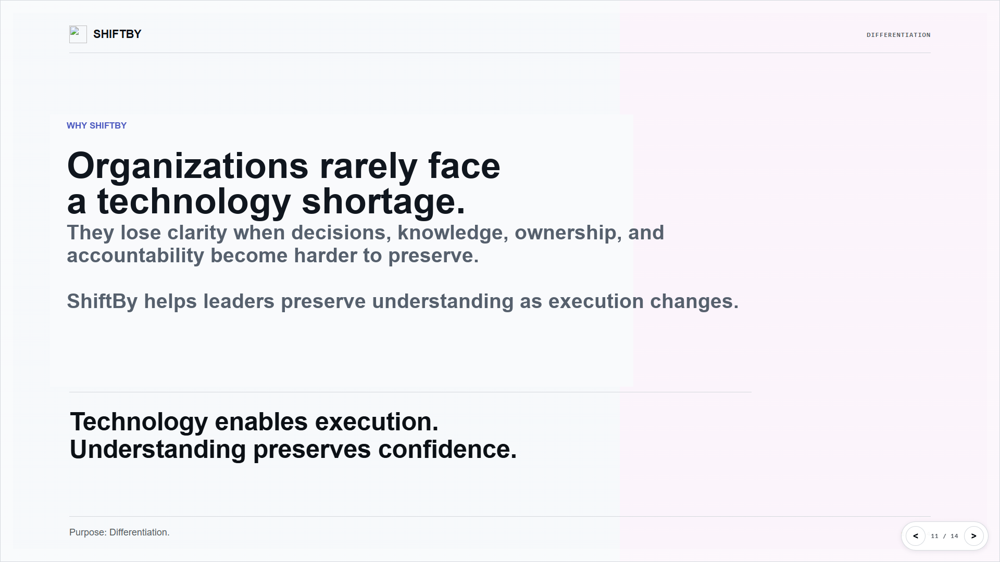 SHIFTBY
DIFFERENTIATION
WHY SHIFTBY
Organizations rarely face
a technology shortage.
They lose clarity when decisions, knowledge, ownership, and
accountability become harder to preserve.
ShiftBy helps leaders preserve understanding as execution changes.
Technology enables execution.
Understanding preserves confidence.
Purpose: Differentiation.
< 11 / 14 >